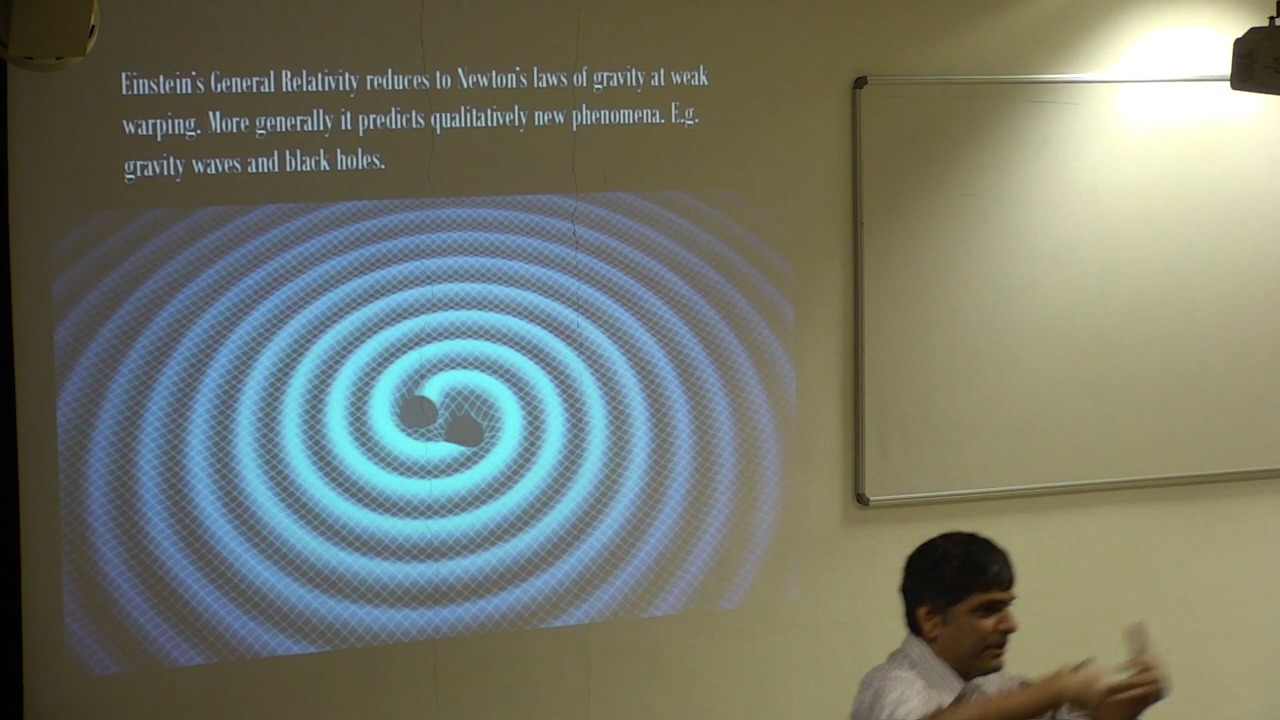 Einstein's General Relativity reduces to Newton's laws of gravity at weak
warping. More generally it predicts qualitatively new phenomena. E.g.
gravity waves and black holes.